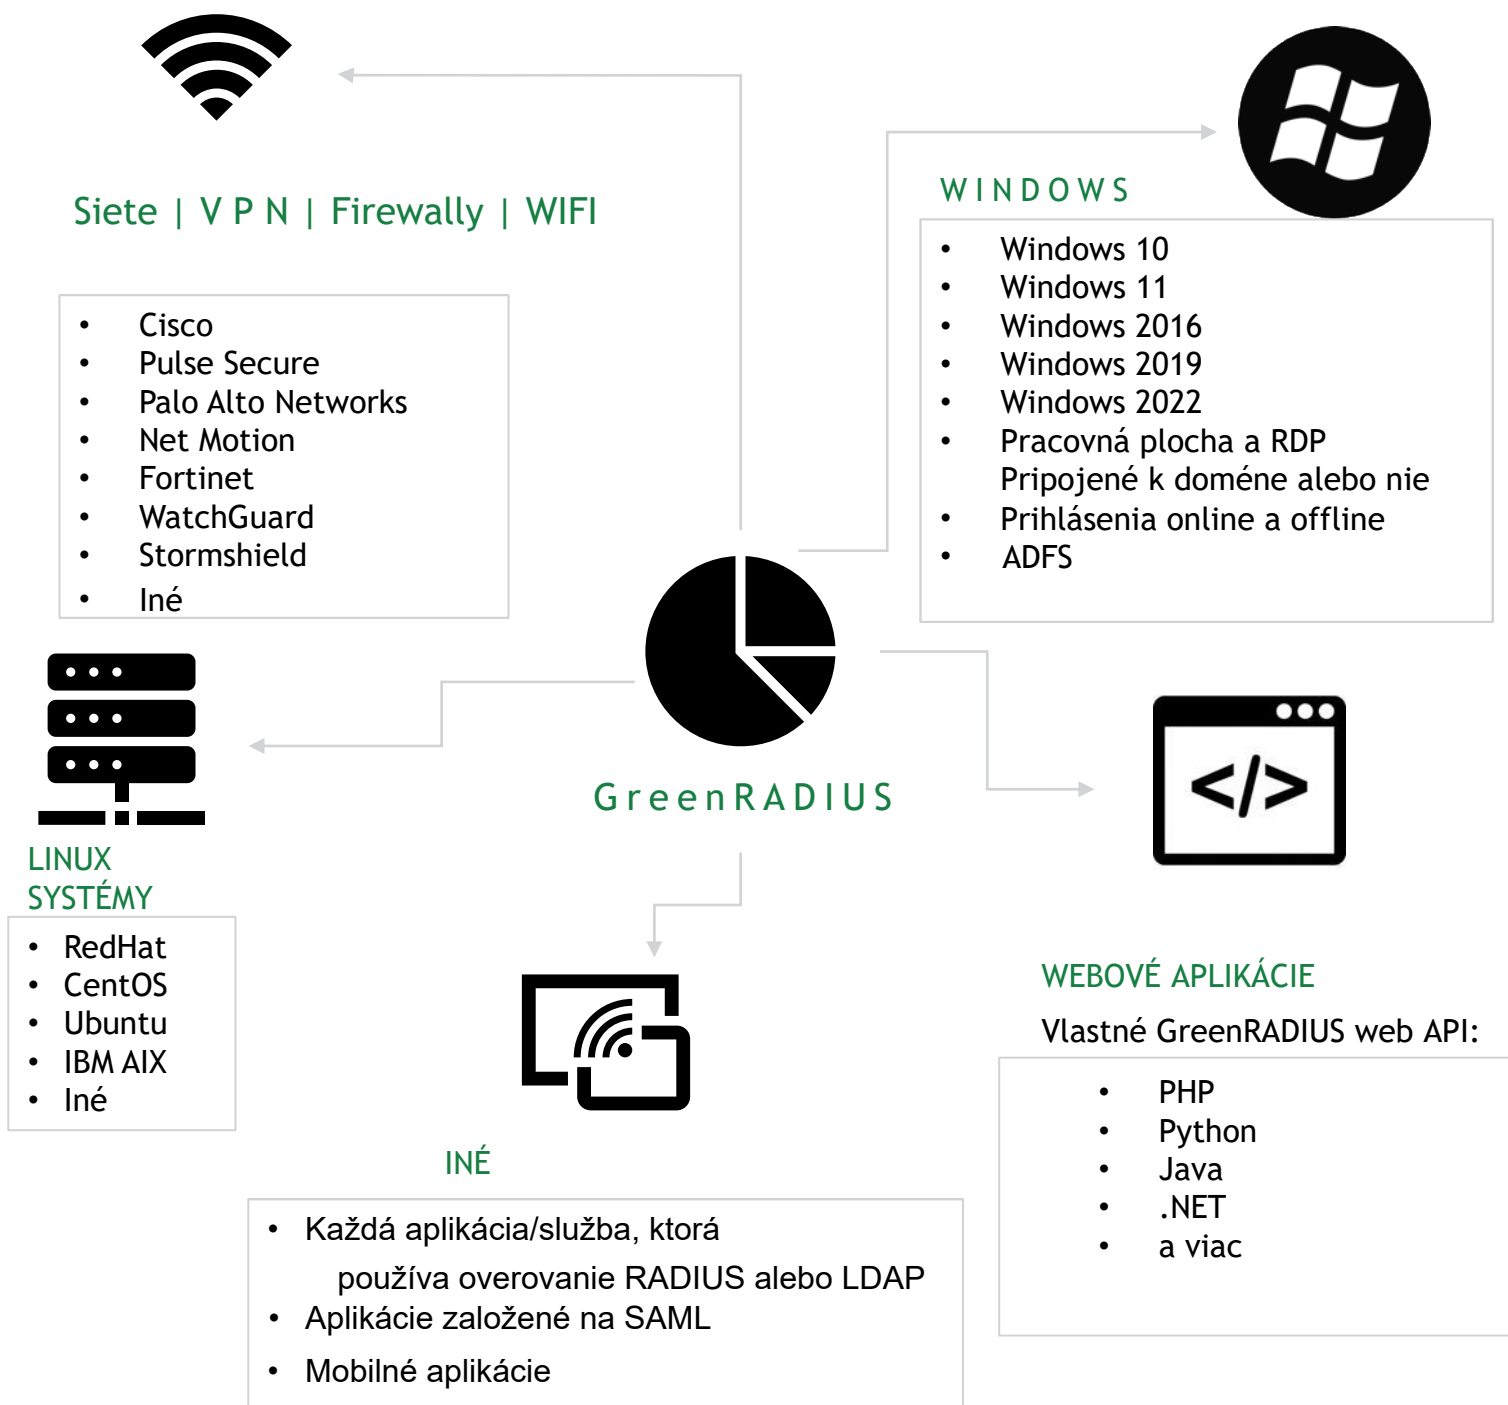 Siete | V P N | Firewally | WIFI
• Cisco
• Pulse Secure
• Palo Alto Networks
• Net Motion
• Fortinet
• WatchGuard
• Stormshield
• Iné
WINDOWS
• Windows 10
• Windows 11
• Windows 2016
• Windows 2019
• Windows 2022
• Pracovná plocha a RDP
Pripojené k doméne alebo nie
• Prihlásenia online a offline
• ADFS
GreenRADIUS
LINUX
SYSTÉMY
• RedHat
• CentOS
• Ubuntu
• IBM AIX
• Iné
</>
WEBOVÉ APLIKÁCIE
Vlastné GreenRADIUS web API:
• PHP
• Python
• Java
• .NET
• a viac
INÉ
• Každá aplikácia/služba, ktorá
používa overovanie RADIUS alebo LDAP
• Aplikácie založené na SAML
• Mobilné aplikácie